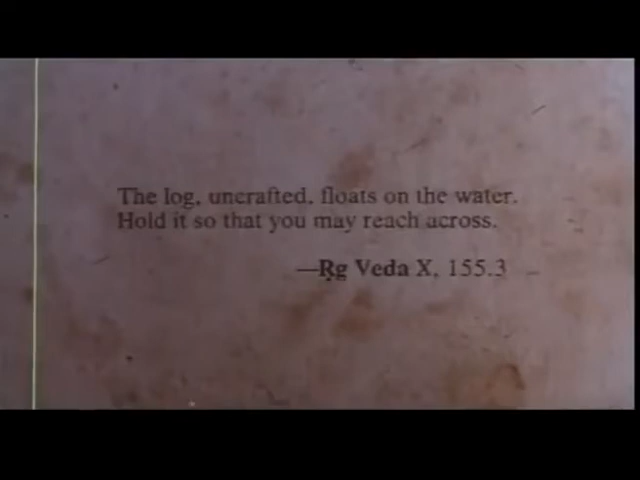 The log, uncrafted, floats on the water.
Hold it so that you may reach across.
—Ṛg Veda X, 155.3